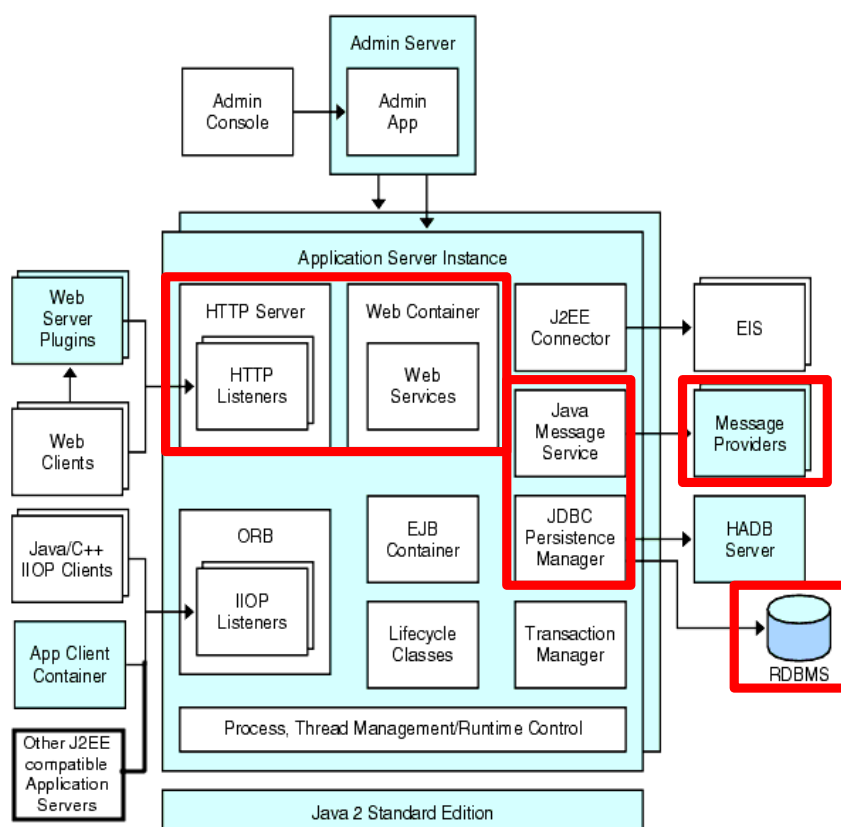 Admin Server
Admin
Console
Admin
App
Application Server Instance
Web
Server
Plugins
HTTP Server
HTTP
Listeners
Web Container
Web
Services
J2EE
Connector
EIS
Web
Clients
Java
Message
Service
Message
Providers
Java/C++
IIOP Clients
ORB
IIOP
Listeners
EJB
Container
JDBC
Persistence
Manager
HADB
Server
App Client
Container
Lifecycle
Classes
Transaction
Manager
RDBMS
Other J2EE
compatible
Application
Servers
Process, Thread Management/Runtime Control
Java 2 Standard Edition